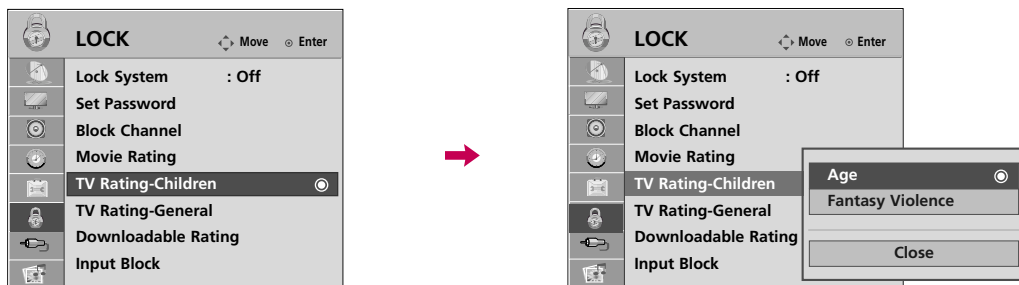 LOCK
Move Enter
Lock System : Off
Set Password
Block Channel
Movie Rating
TV Rating-Children
TV Rating-General
Downloadable Rating
Input Block
LOCK
Move Enter
Lock System : Off
Set Password
Block Channel
Movie Rating
TV Rating-Children
TV Rating-General
Downloadable Rating
Input Block
Age
Fantasy Violence
Close